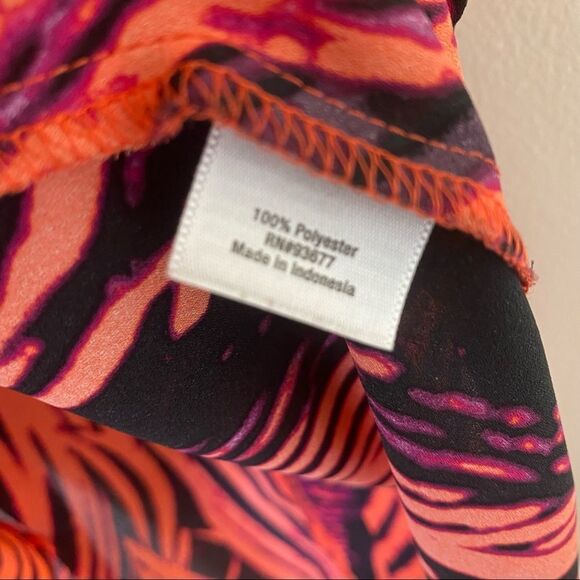 100% Polyester
RN#93677
Made in Indonesia